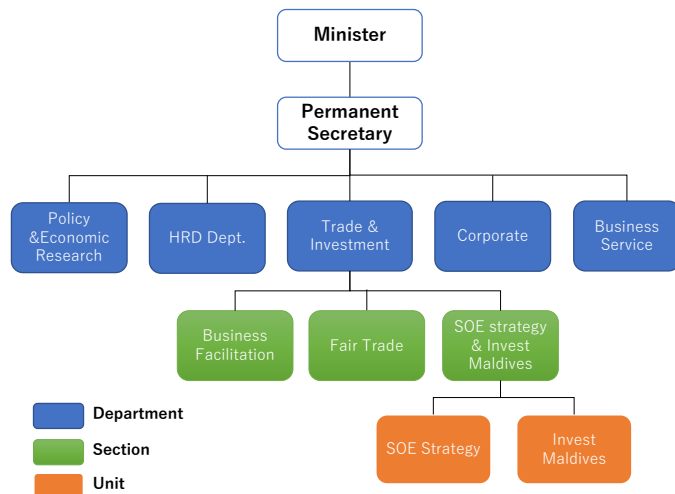 Minister
Permanent
Secretary
Policy
&Economic
Research
HRD Dept.
Trade &
Investment
Corporate
Business
Service
Business
Facilitation
Fair Trade
SOE strategy
& Invest
Maldives
SOE Strategy
Invest
Maldives
Department
Section
Unit